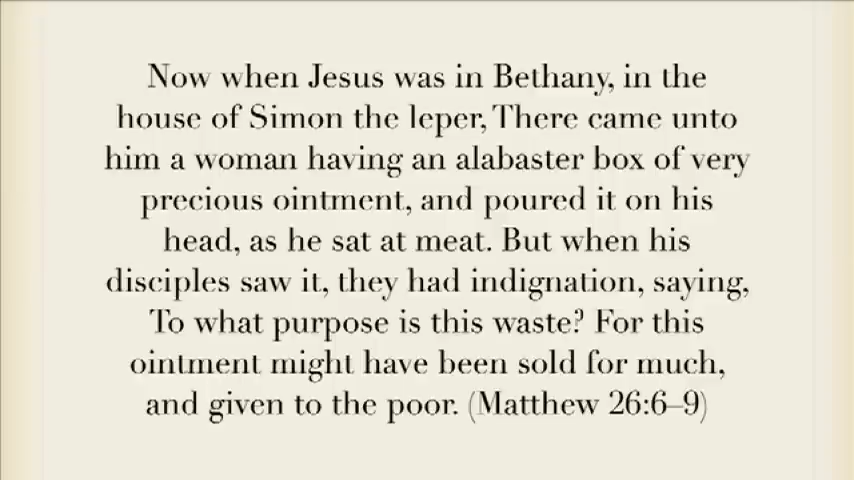 Now when Jesus was in Bethany, in the
house of Simon the leper, There came unto
him a woman having an alabaster box of very
precious ointment, and poured it on his
head, as he sat at meat. But when his
disciples saw it, they had indignation, saying,
To what purpose is this waste? For this
ointment might have been sold for much,
and given to the poor. (Matthew 26:6–9)